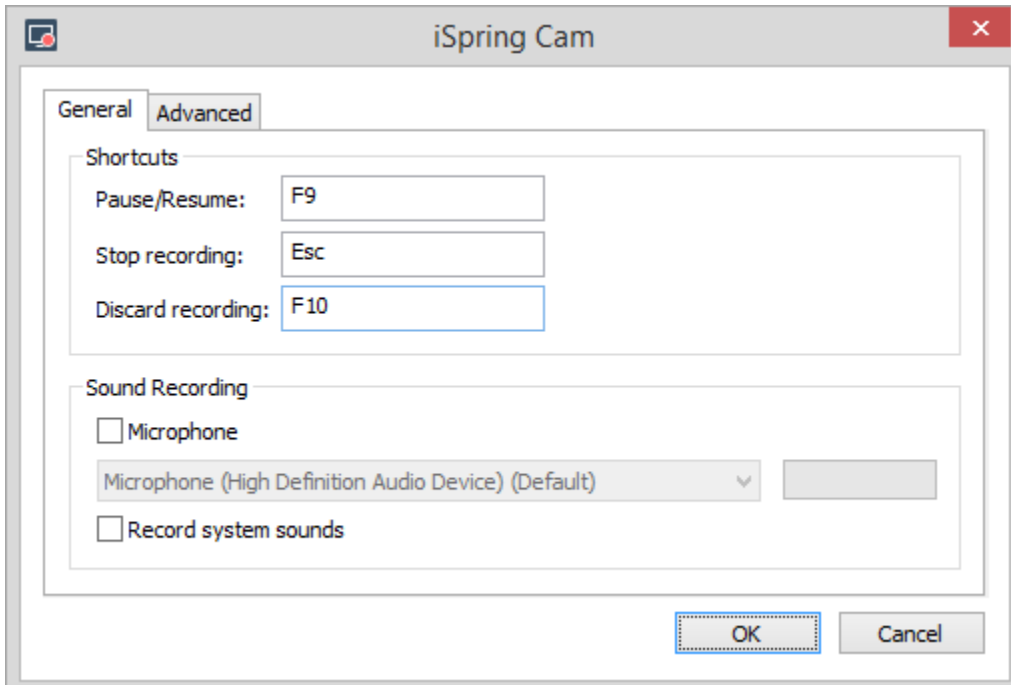 iSpring Cam
General
Advanced
Shortcuts
Pause/Resume: F9
Stop recording: Esc
Discard recording: F10
Sound Recording
Microphone
Microphone (High Definition Audio Device) (Default)
Record system sounds
OK
Cancel